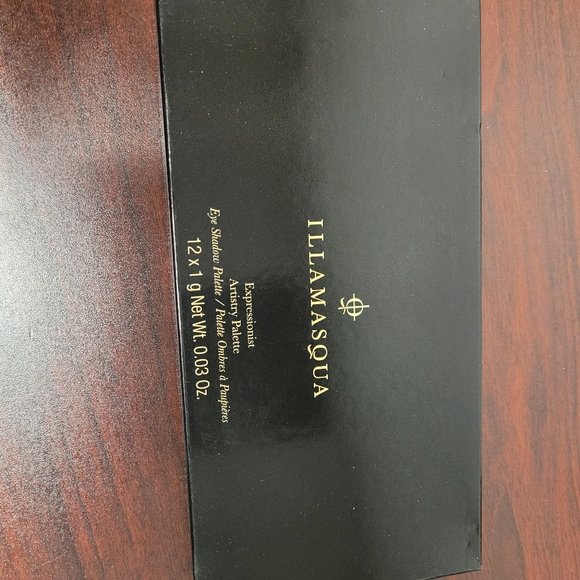 ILLAMASQUA
Expressionist
Artistry Palette
Eye Shadow Palette / Palette Ombres à Paupières
12 x 1 g Net Wt. 0.03 Oz.